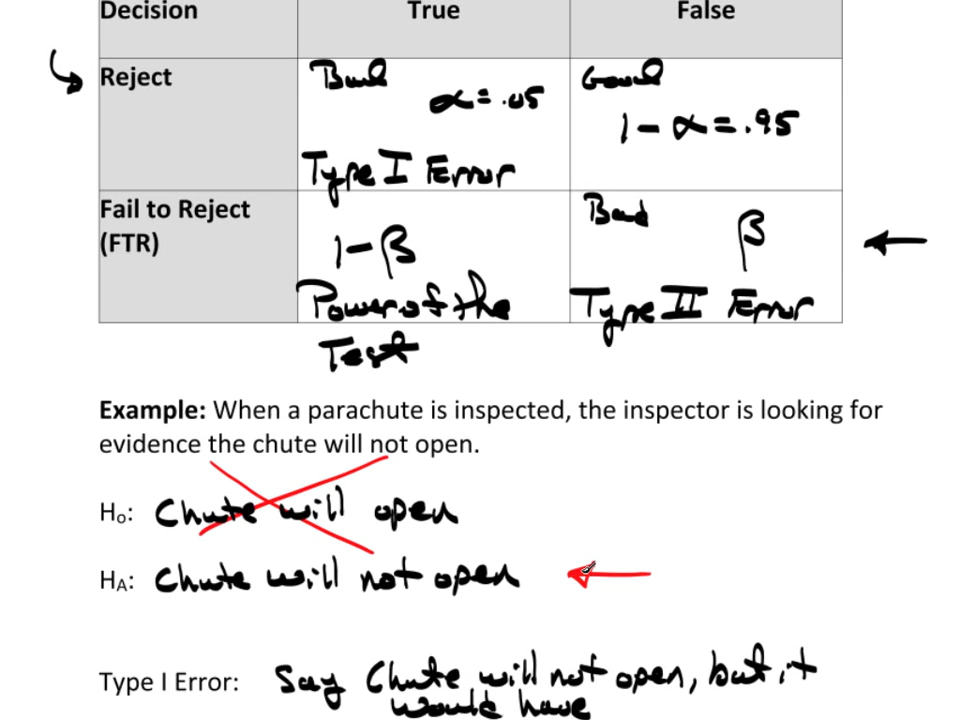 Decision True False
Reject Bad α=.05 Good 1-α=.95
Type I Error
Fail to Reject (FTR) 1-β Bad β
Power of the Test Type II Error
Example: When a parachute is inspected, the inspector is looking for
evidence the chute will not open.
Ho: Chute will open
HA: Chute will not open
Type I Error: Say Chute will not open, but it
would have